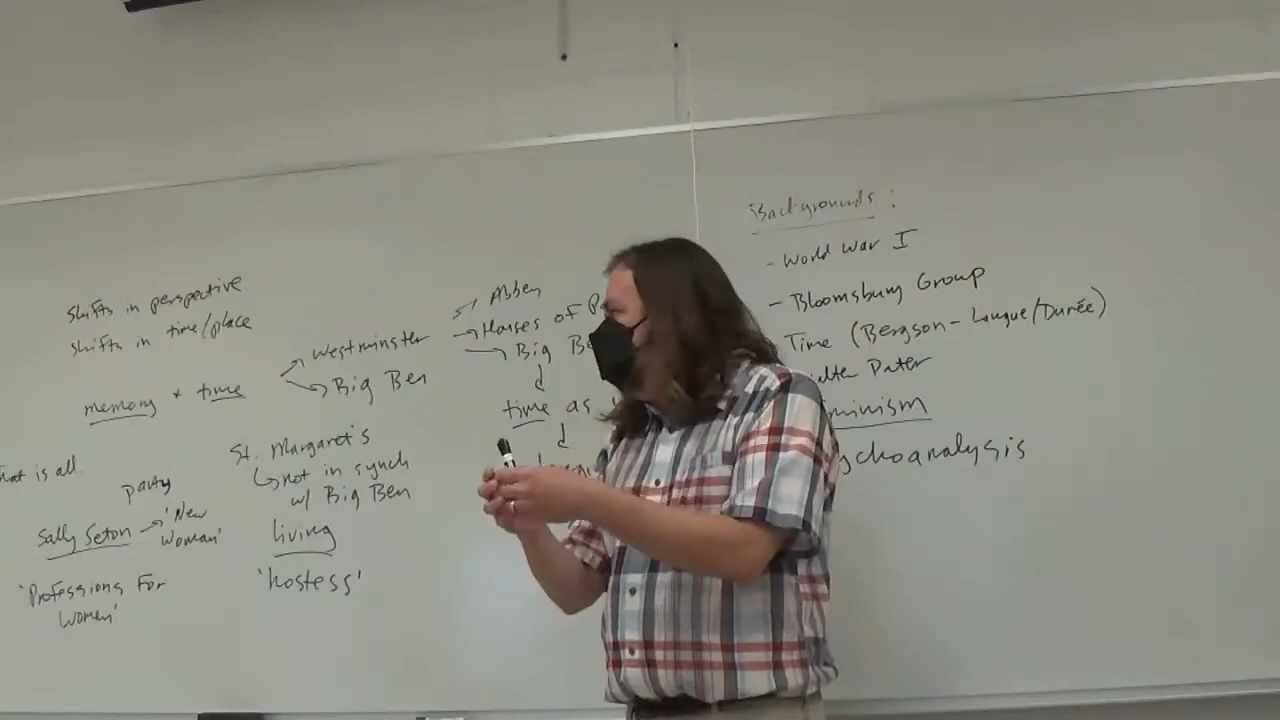 shifts in perspective
shifts in time/place
memory + time
Westminster
Big Ben
Abbey
Houses of P
Big Be
time as
St. Margaret's
not in synch
w/ Big Ben
living
'hostess'
hat is all
party
Sally Seton → 'New
Woman'
'Professions For
Women'
Backgrounds:
- World War I
- Bloomsbury Group
Time (Bergson - Langue/Durée)
alter Pater
minism
ychoanalysis